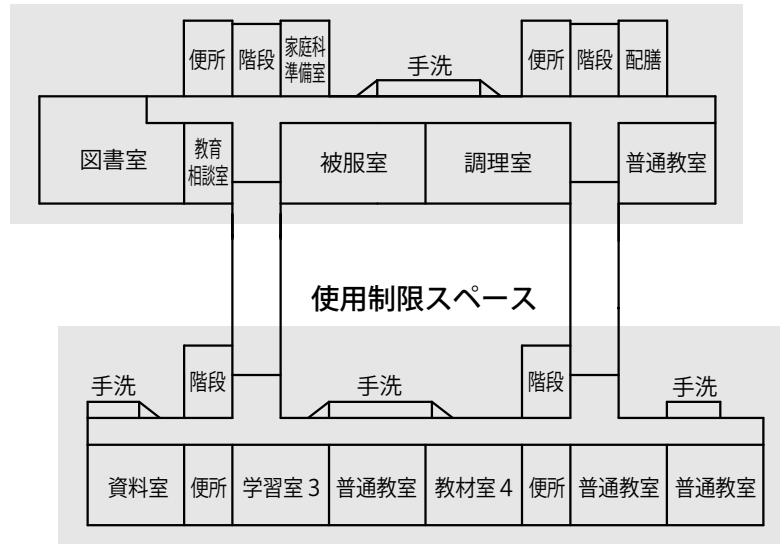 便所
階段
家庭科
準備室
手洗
便所
階段
配膳
図書室
教育
相談室
被服室
調理室
普通教室
使用制限スペース
手洗
階段
手洗
階段
手洗
資料室
便所
学習室3
普通教室
教材室4
便所
普通教室
普通教室